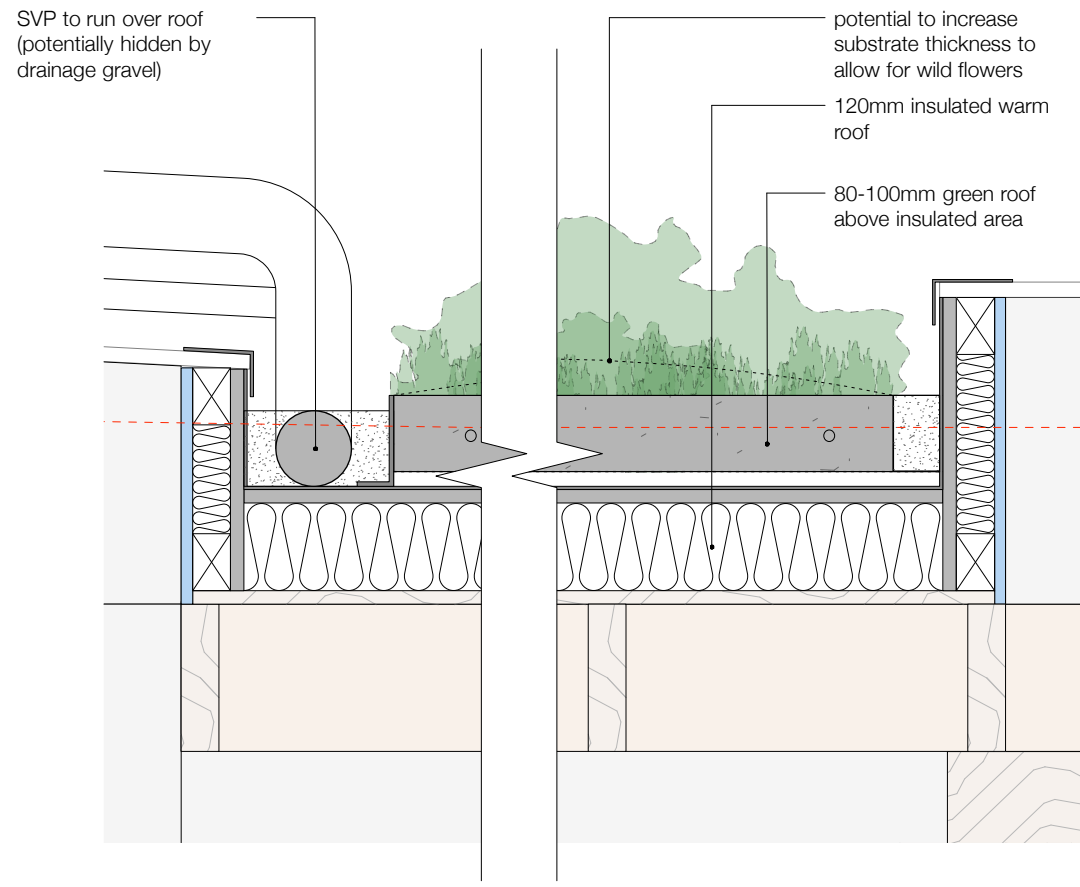 SVP to run over roof
(potentially hidden by
drainage gravel)
potential to increase
substrate thickness to
allow for wild flowers
120mm insulated warm
roof
80-100mm green roof
above insulated area